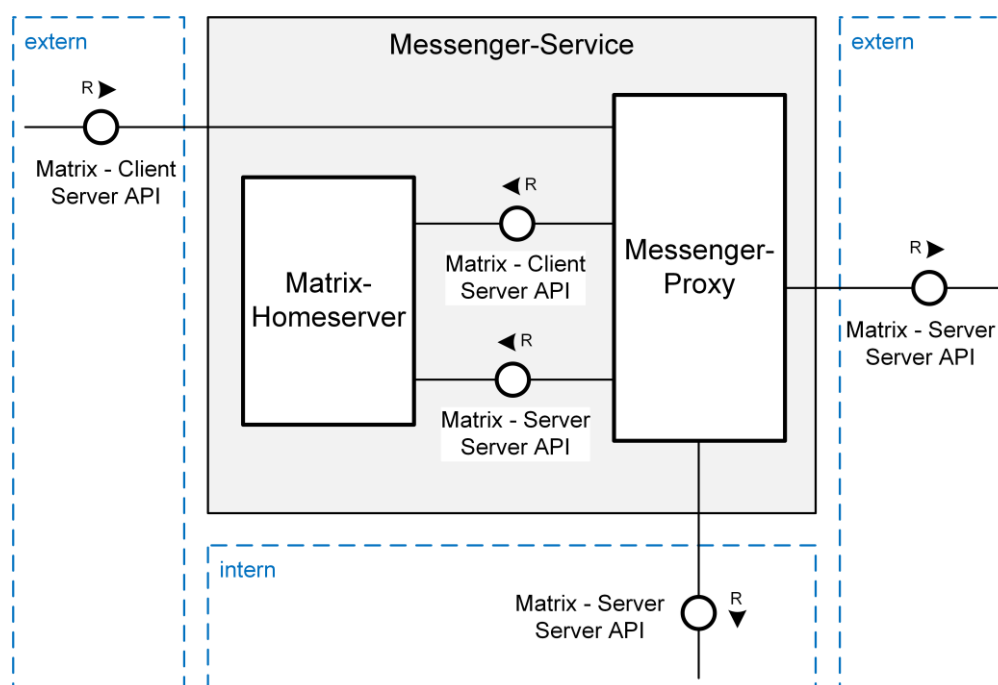 extern
Messenger-Service
extern
R
Matrix - Client
Server API
R
Matrix - Client
Server API
Matrix-
Homeserver
Messenger-
Proxy
R
Matrix - Server
Server API
R
Matrix - Server
Server API
intern
Matrix - Server
Server API
R